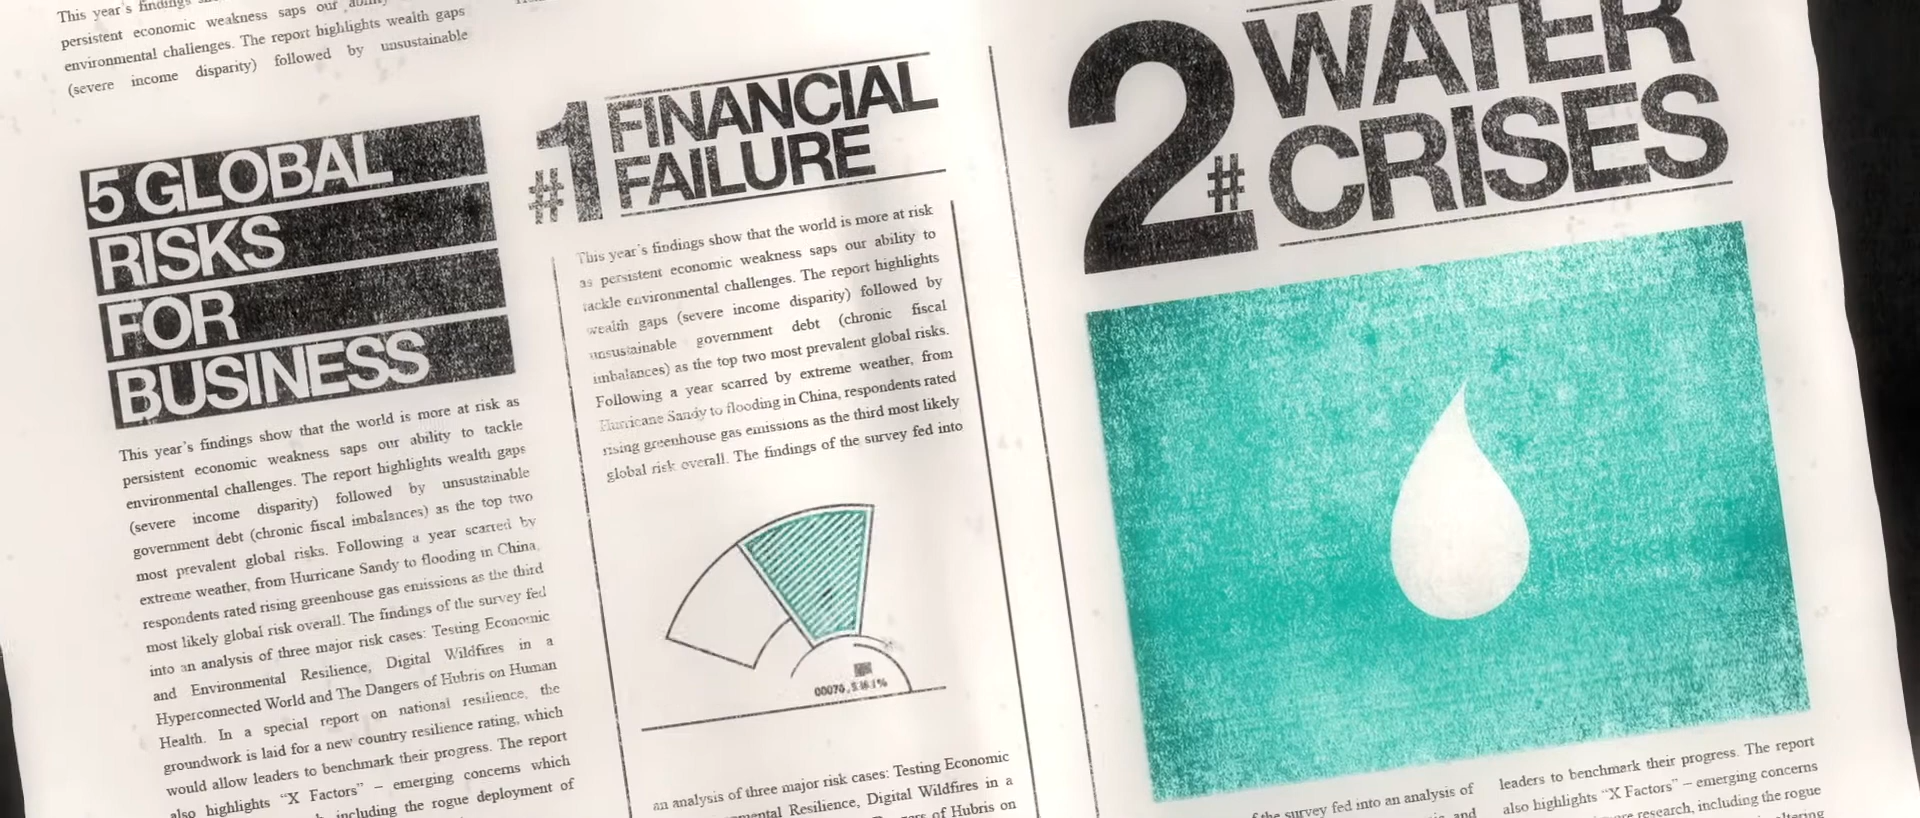 This year's findings
persistent economic weakness saps our ability
environmental challenges. The report highlights wealth gaps
(severe income disparity) followed by unsustainable
5 GLOBAL
RISKS
FOR
BUSINESS
This year's findings show that the world is more at risk as
persistent economic weakness saps our ability to tackle
environmental challenges. The report highlights wealth gaps
(severe income disparity) followed by unsustainable
government debt (chronic fiscal imbalances) as the top two
most prevalent global risks. Following a year scarred by
extreme weather, from Hurricane Sandy to flooding in China,
respondents rated rising greenhouse gas emissions as the third
most likely global risk overall. The findings of the survey fed
into an analysis of three major risk cases: Testing Economic
and Environmental Resilience, Digital Wildfires in a
Hyperconnected World and The Dangers of Hubris on Human
Health. In a special report on national resilience, the
groundwork is laid for a new country resilience rating, which
would allow leaders to benchmark their progress. The report
also highlights “X Factors” – emerging concerns which
including the rogue deployment of
#1 FINANCIAL
FAILURE
This year's findings show that the world is more at risk
as persistent economic weakness saps our ability to
tackle environmental challenges. The report highlights
wealth gaps (severe income disparity) followed by
unsustainable government debt (chronic fiscal
imbalances) as the top two most prevalent global risks.
Following a year scarred by extreme weather, from
Hurricane Sandy to flooding in China, respondents rated
rising greenhouse gas emissions as the third most likely
global risk overall. The findings of the survey fed into
an analysis of three major risk cases: Testing Economic
Resilience, Digital Wildfires in a
of Hubris on
2# WATER
CRISES
the survey fed into an analysis of
and
leaders to benchmark their progress. The report
also highlights “X Factors” – emerging concerns
research, including the rogue